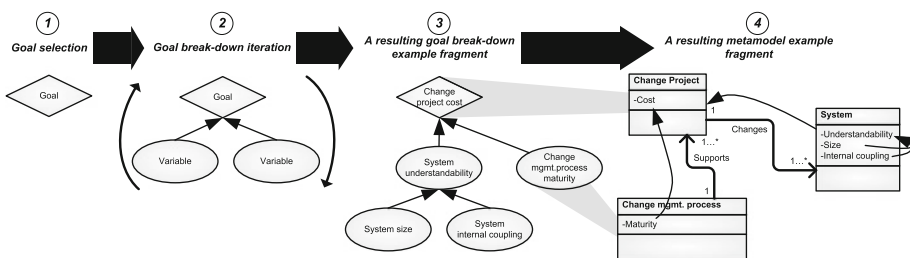 1
Goal selection
2
Goal break-down iteration
3
A resulting goal break-down
example fragment
4
A resulting metamodel example
fragment
Goal
Goal
Variable
Variable
Change
project cost
System
understandability
Change
mgmt.process
maturity
System size
System
internal coupling
Change Project
-Cost
1
Changes
1...*
1...*
Supports
1
System
-Understandability
-Size
-Internal coupling
Change mgmt. process
-Maturity